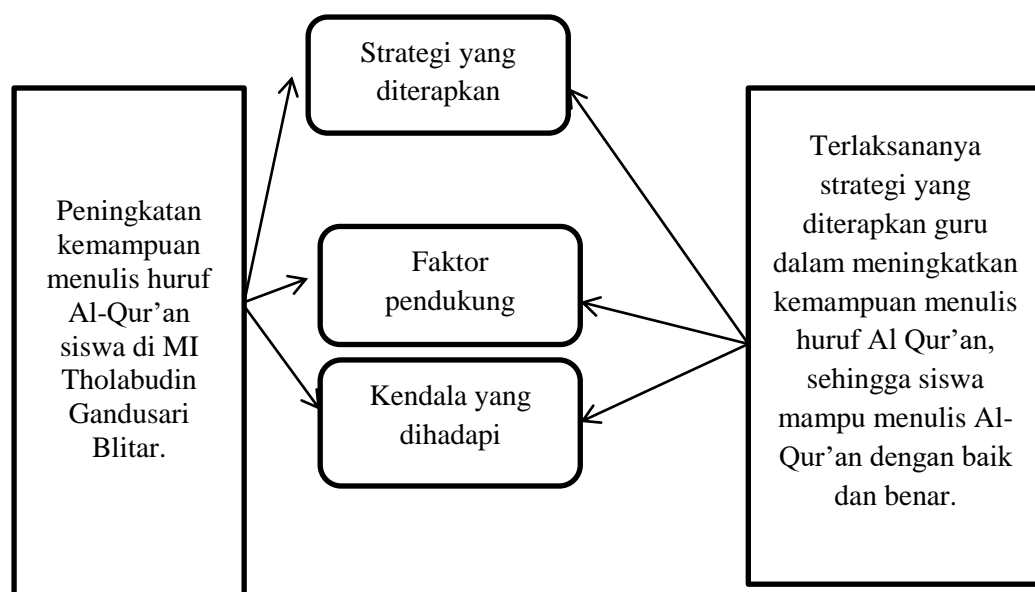 Peningkatan
kemampuan
menulis huruf
Al-Qur’an
siswa di MI
Tholabudin
Gandusari
Blitar.
Strategi yang
diterapkan
Faktor
pendukung
Kendala yang
dihadapi
Terlaksananya
strategi yang
diterapkan guru
dalam meningkatkan
kemampuan menulis
huruf Al Qur’an,
sehingga siswa
mampu menulis Al-
Qur’an dengan baik
dan benar.